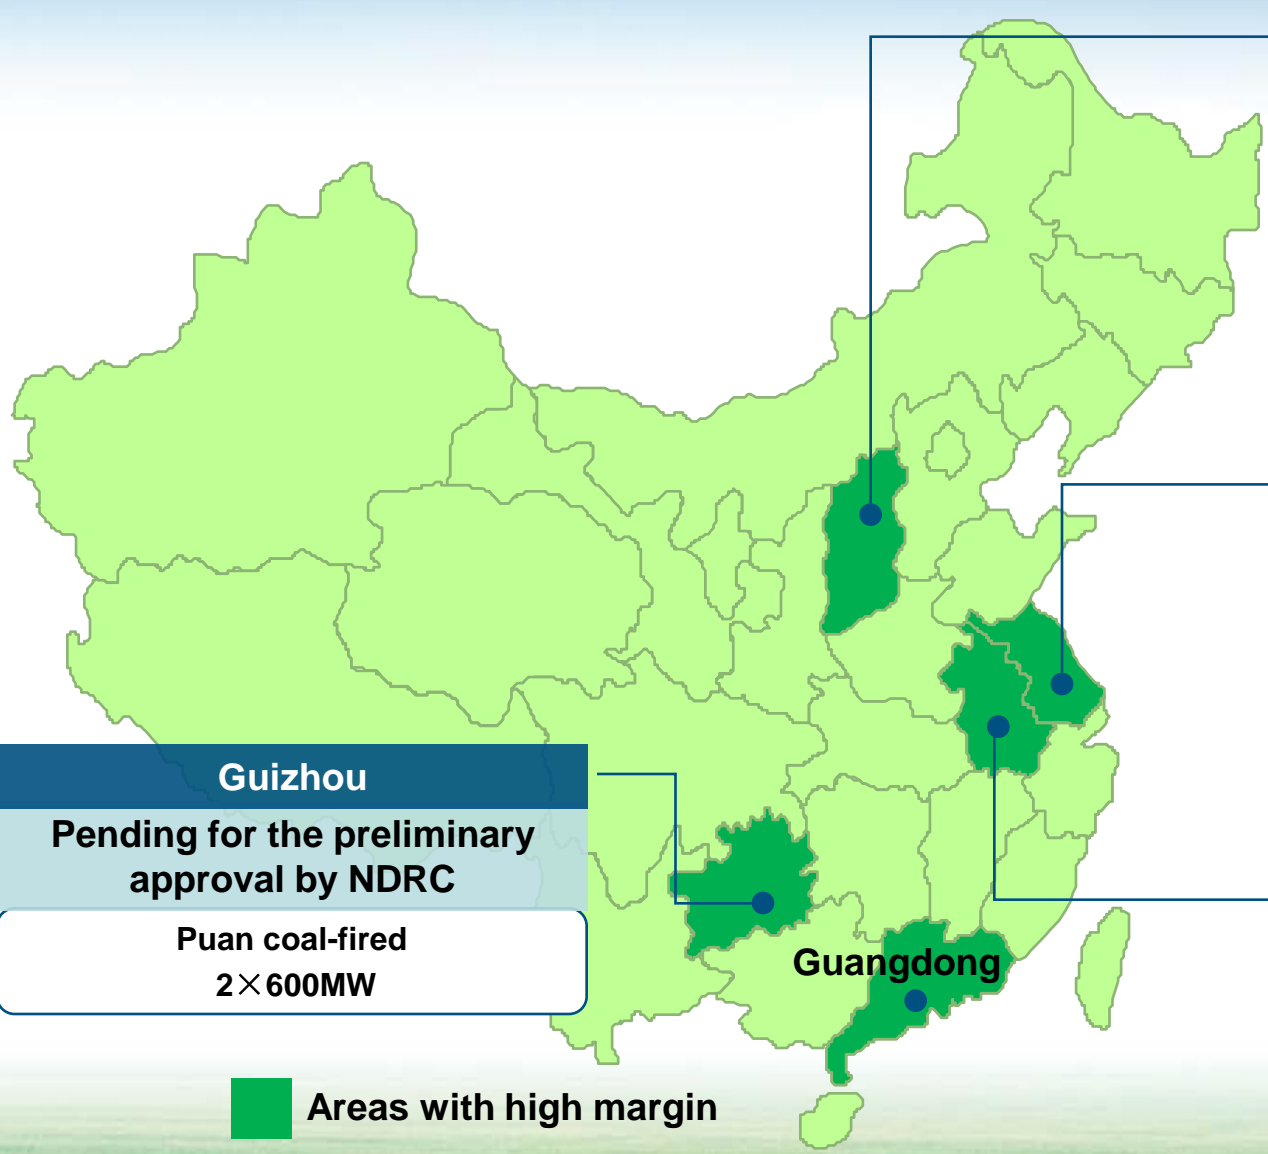 Guizhou
Pending for the preliminary
approval by NDRC
Puan coal-fired
2×600MW
Guangdong
Areas with high margin